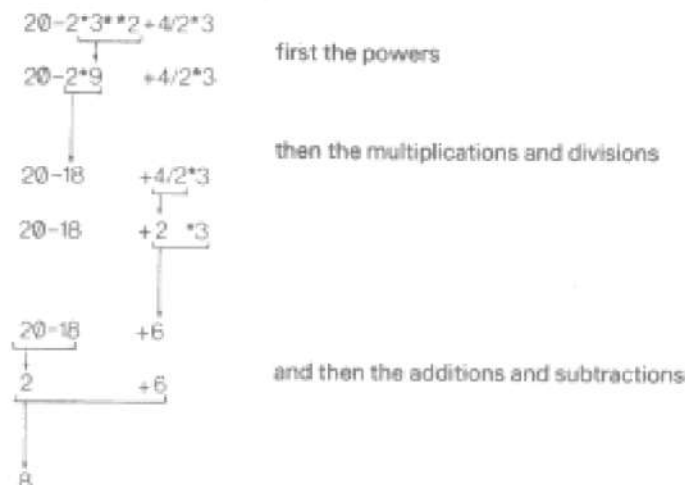 20-2*3**2+4/2*3
first the powers
20-2*9 +4/2*3
then the multiplications and divisions
20-18 +4/2*3
20-18 +2 *3
20-18 +6
2 +6
and then the additions and subtractions
8